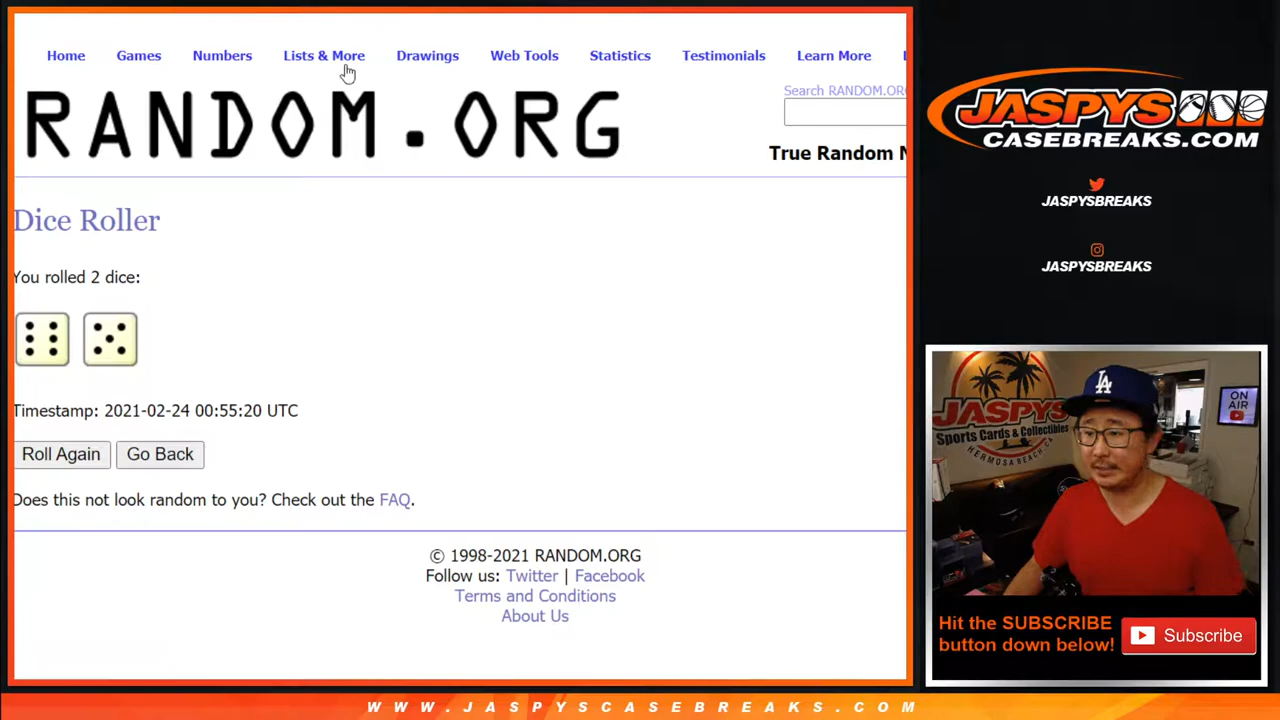 Home Games Numbers Lists & More Drawings Web Tools Statistics Testimonials Learn More
Search RANDOM.OR
RANDOM.ORG
True Random N
Dice Roller
You rolled 2 dice:
Timestamp: 2021-02-24 00:55:20 UTC
Roll Again Go Back
Does this not look random to you? Check out the FAQ.
© 1998-2021 RANDOM.ORG
Follow us: Twitter | Facebook
Terms and Conditions
About Us
JASPYS
CASEBREAKS.COM
JASPYSBREAKS
JASPYSBREAKS
JASPYS
Sports Cards & Collectibles
HERMOSA BEACH, CA
LA
ON
AIR
Hit the SUBSCRIBE
button down below!
Subscribe
WWW.JASPYSCASEBREAKS.COM